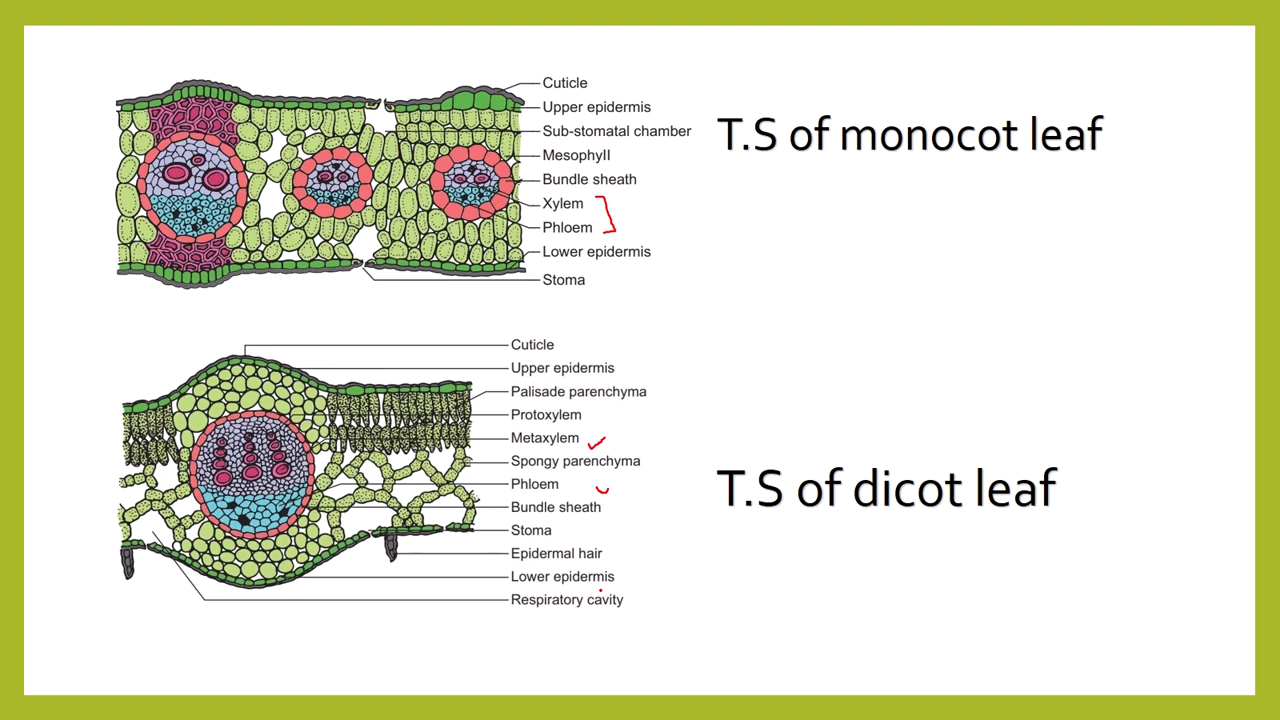 Cuticle
Upper epidermis
Sub-stomatal chamber
Mesophyll
Bundle sheath
Xylem
Phloem
Lower epidermis
Stoma
T.S of monocot leaf
Cuticle
Upper epidermis
Palisade parenchyma
Protoxylem
Metaxylem
Spongy parenchyma
Phloem
Bundle sheath
Stoma
Epidermal hair
Lower epidermis
Respiratory cavity
T.S of dicot leaf